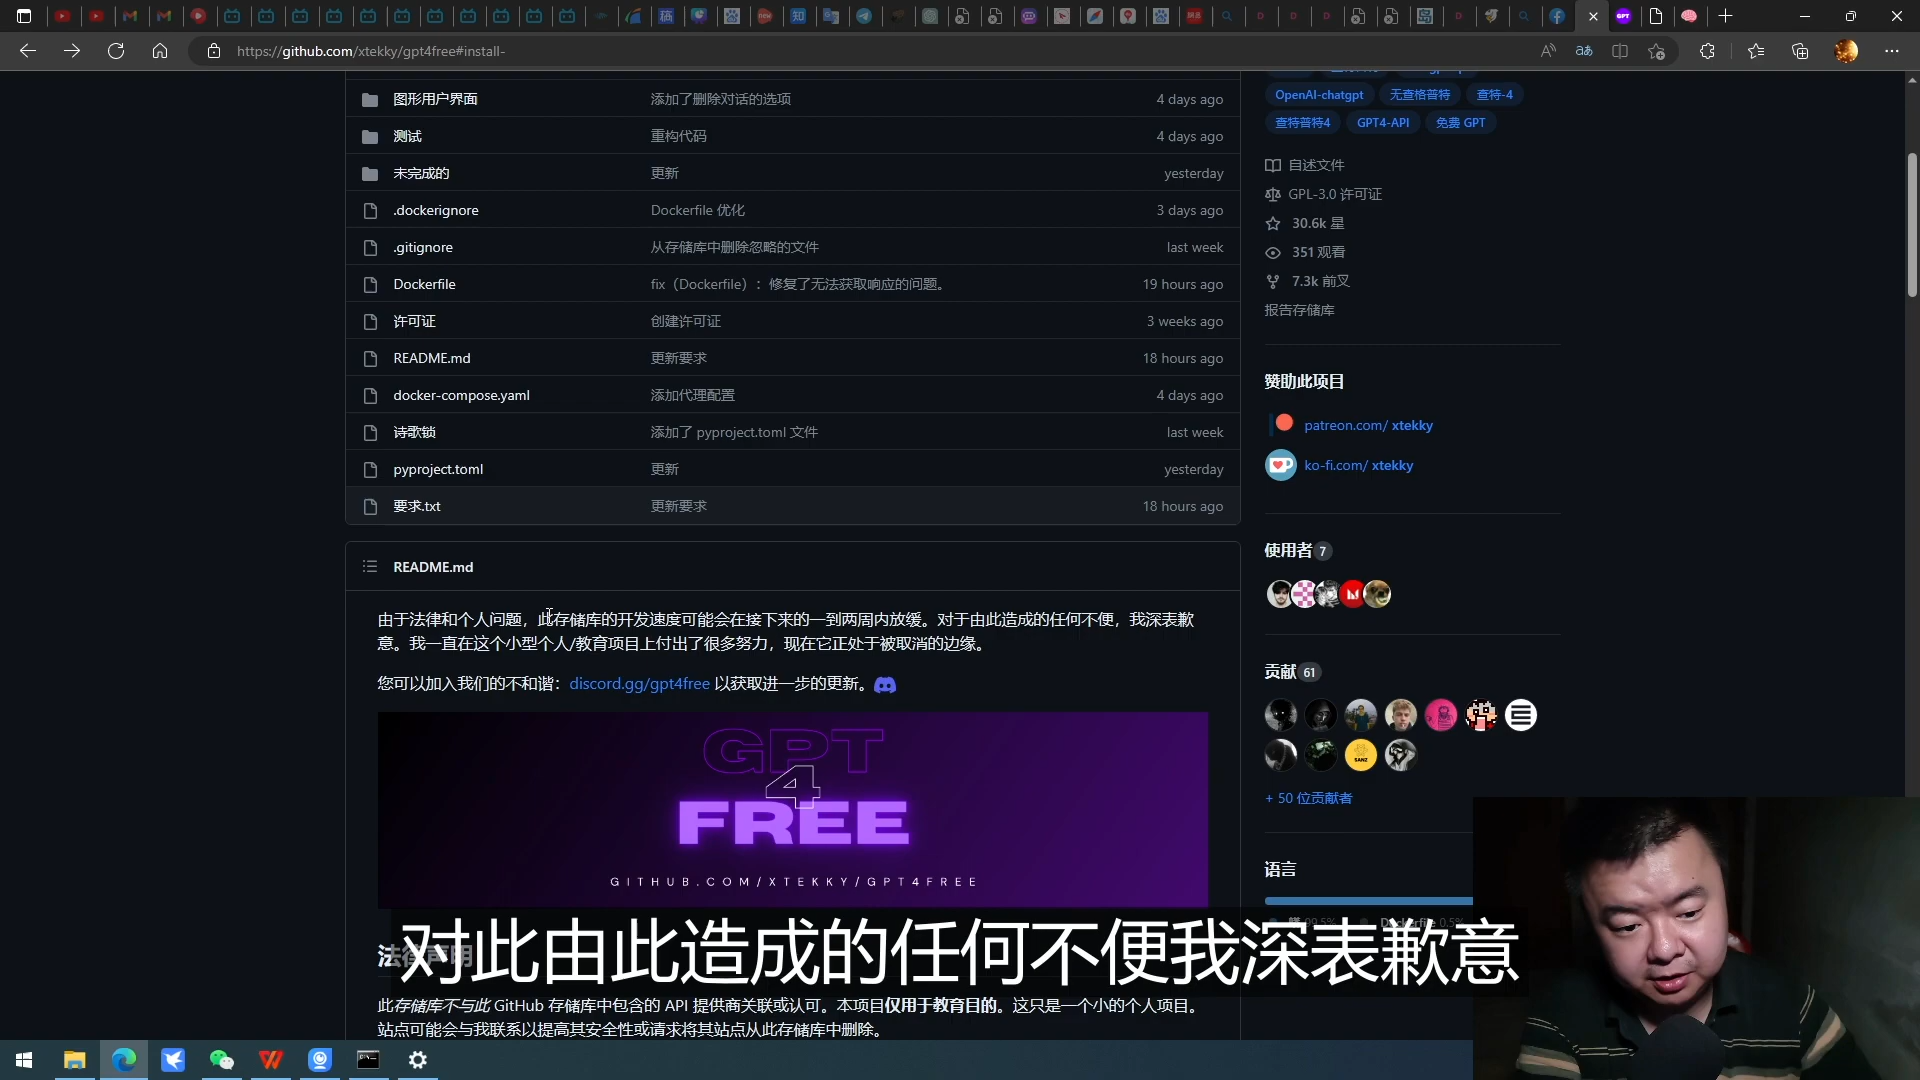 https://github.com/xtekky/gpt4free#install-
图形用户界面 添加了删除对话的选项 4 days ago
测试 重构代码 4 days ago
未完成的 更新 yesterday
.dockerignore Dockerfile 优化 3 days ago
.gitignore 从存储库中删除忽略的文件 last week
Dockerfile fix（Dockerfile）：修复了无法获取响应的问题。 19 hours ago
许可证 创建许可证 3 weeks ago
README.md 更新要求 18 hours ago
docker-compose.yaml 添加代理配置 4 days ago
诗歌锁 添加了 pyproject.toml 文件 last week
pyproject.toml 更新 yesterday
要求.txt 更新要求 18 hours ago
README.md
由于法律和个人问题，此存储库的开发速度可能会在接下来的一到两周内放缓。对于由此造成的任何不便，我深表歉
意。我一直在这个小型个人/教育项目上付出了很多努力，现在它正处于被取消的边缘。
您可以加入我们的不和谐：discord.gg/gpt4free 以获取进一步的更新。
GPT
4
FREE
GITHUB.COM/XTEKKY/GPT4FREE
法律声明
此存储库不与此 GitHub 存储库中包含的 API 提供商关联或认可。本项目仅用于教育目的。这只是一个小的个人项目。
站点可能会与我联系以提高其安全性或请求将其站点从此存储库中删除。
OpenAI-chatgpt 无查格普特 查特-4
查特普特4 GPT4-API 免费 GPT
自述文件
GPL-3.0 许可证
30.6k 星
351 观看
7.3k 前叉
报告存储库
赞助此项目
patreon.com/ xtekky
ko-fi.com/ xtekky
使用者 7
贡献 61
+ 50 位贡献者
语言
99.5% Dockerfile 0.5%
对此由此造成的任何不便我深表歉意